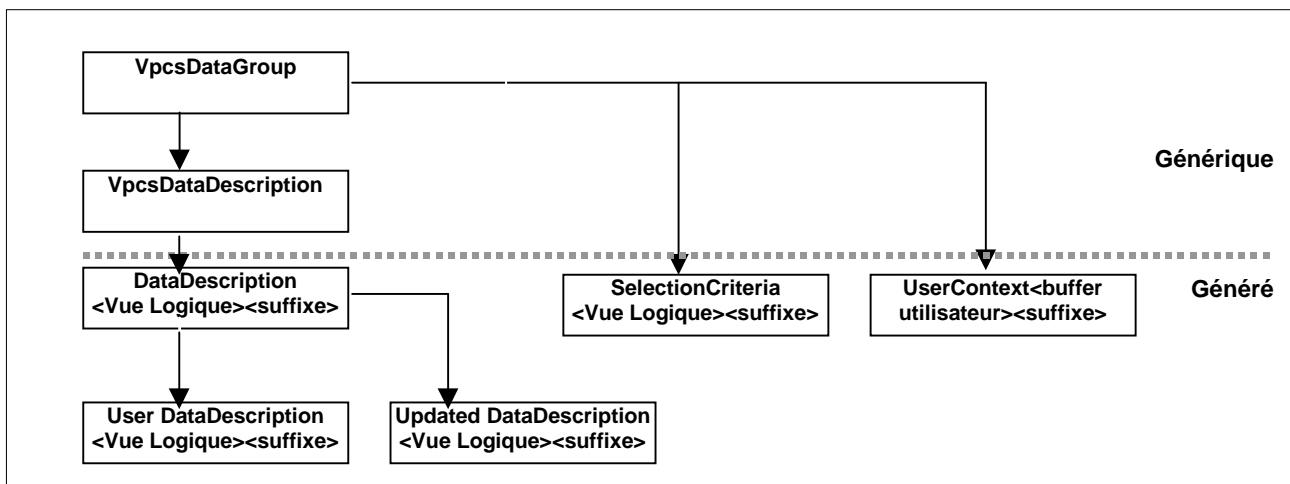 VpcsDataGroup
Générique
VpcsDataDescription
DataDescription
<Vue Logique><suffixe>
SelectionCriteria
<Vue Logique><suffixe>
UserContext<buffer
utilisateur><suffixe>
Généré
User DataDescription
<Vue Logique><suffixe>
Updated DataDescription
<Vue Logique><suffixe>